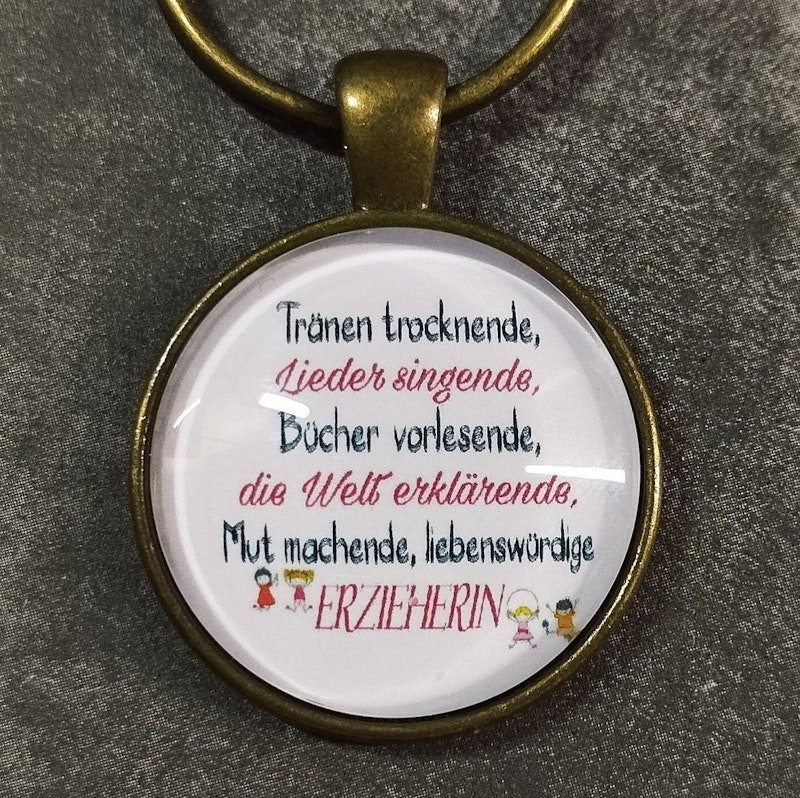 Tränen trocknende,
Lieder singende,
Bücher vorlesende,
die Welt erklärende,
Mut machende, liebenswürdige
ERZIEHERIN